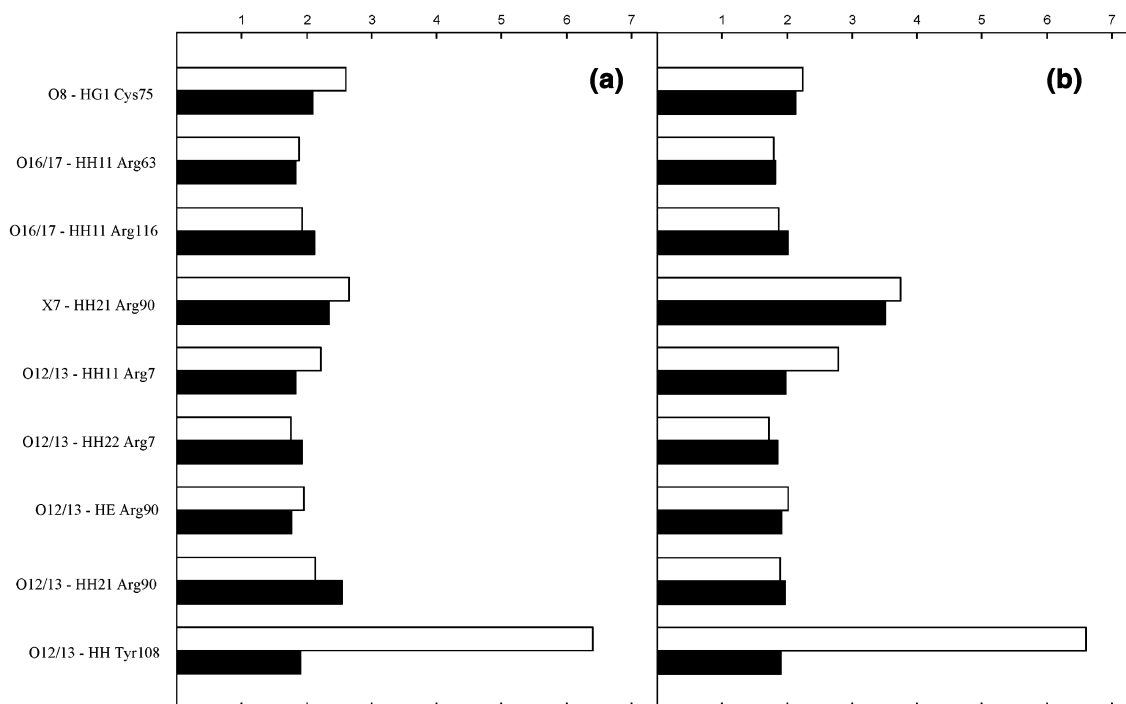 1 2 3 4 5 6 7 1 2 3 4 5 6 7
(a) (b)
O8 - HG1 Cys75
O16/17 - HH11 Arg63
O16/17 - HH11 Arg116
X7 - HH21 Arg90
O12/13 - HH11 Arg7
O12/13 - HH22 Arg7
O12/13 - HE Arg90
O12/13 - HH21 Arg90
O12/13 - HH Tyr108